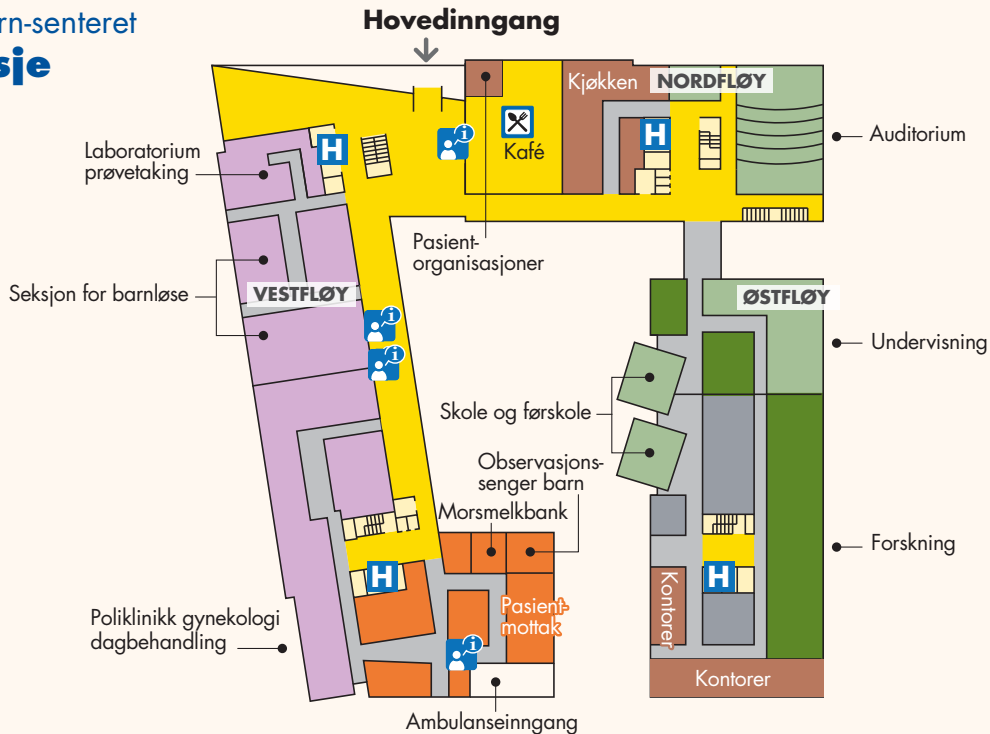 rn-senteret
sje
Hovedinngang
Kjøkken
NORDFLØY
Auditorium
Kafé
H
H
Laboratorium
prøvetaking
Pasient-
organisasjoner
Seksjon for barnløse
VESTFLØY
ØSTFLØY
Undervisning
Skole og førskole
Observasjons-
senger barn
Morsmelkbank
Forskning
H
H
Pasient-
mottak
Kontorer
Poliklinikk gynekologi
dagbehandling
Kontorer
Ambulanseinngang
i
i
i
i